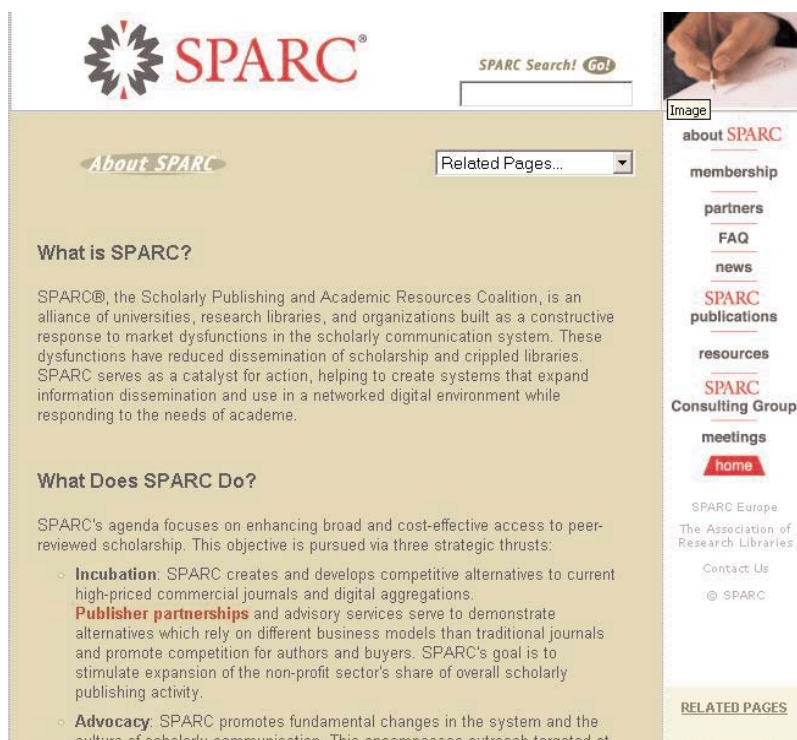 SPARC®
SPARC Search! Go!
Image
About SPARC
Related Pages...
What is SPARC?
SPARC®, the Scholarly Publishing and Academic Resources Coalition, is an
alliance of universities, research libraries, and organizations built as a constructive
response to market dysfunctions in the scholarly communication system. These
dysfunctions have reduced dissemination of scholarship and crippled libraries.
SPARC serves as a catalyst for action, helping to create systems that expand
information dissemination and use in a networked digital environment while
responding to the needs of academe.
What Does SPARC Do?
SPARC's agenda focuses on enhancing broad and cost-effective access to peer-
reviewed scholarship. This objective is pursued via three strategic thrusts:
Incubation: SPARC creates and develops competitive alternatives to current
high-priced commercial journals and digital aggregations.
Publisher partnerships and advisory services serve to demonstrate
alternatives which rely on different business models than traditional journals
and promote competition for authors and buyers. SPARC's goal is to
stimulate expansion of the non-profit sector's share of overall scholarly
publishing activity.
Advocacy: SPARC promotes fundamental changes in the system and the
culture of scholarly communication. This encompasses outreach targeted at
about SPARC
membership
partners
FAQ
news
SPARC
publications
resources
SPARC
Consulting Group
meetings
home
SPARC Europe
The Association of
Research Libraries
Contact Us
© SPARC
RELATED PAGES